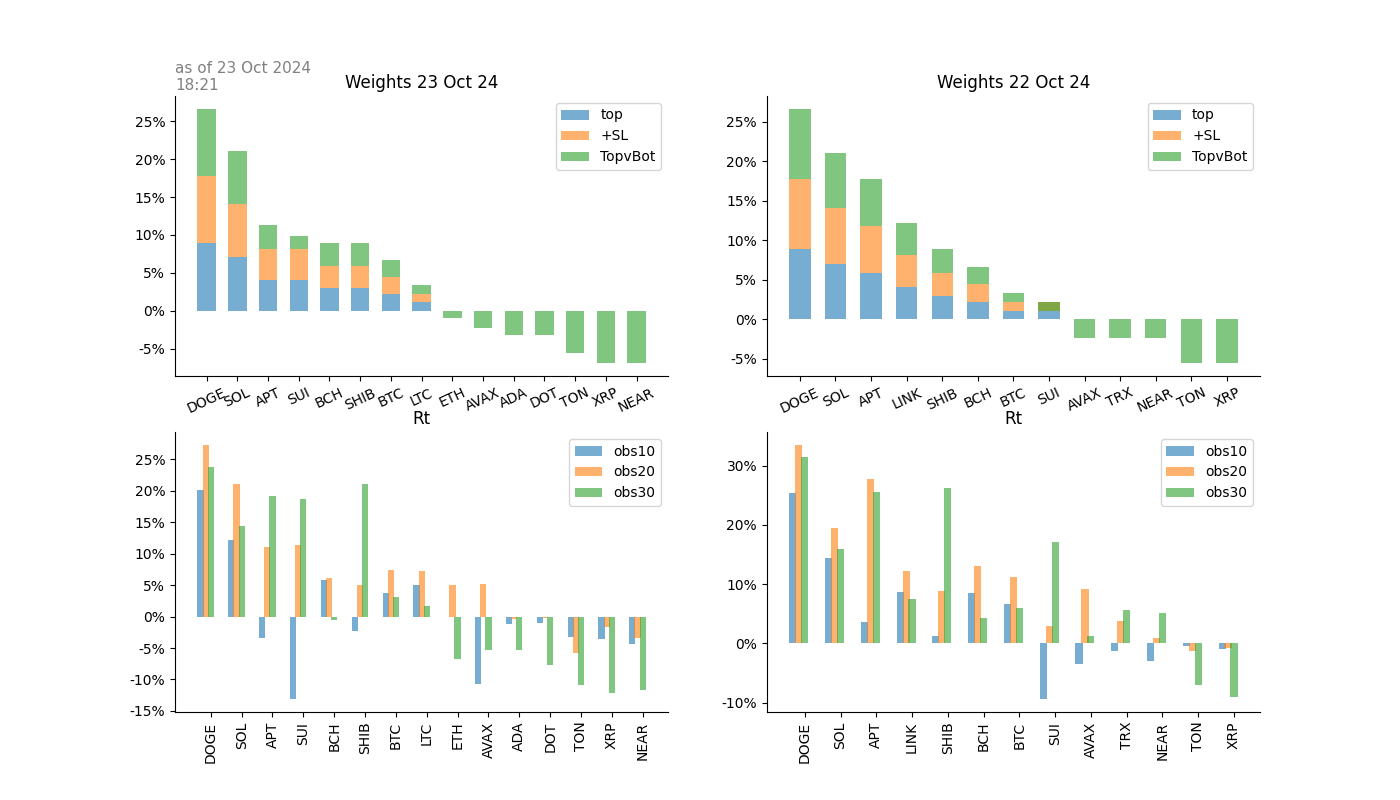 as of 23 Oct 2024
18:21
Weights 23 Oct 24
25%
20%
15%
10%
5%
0%
-5%
top
+SL
TopvBot
DOGE SOL APT SUI BCH SHIB BTC LTC ETH AVAX ADA DOT TON XRP NEAR
Weights 22 Oct 24
25%
20%
15%
10%
5%
0%
-5%
top
+SL
TopvBot
DOGE SOL APT LINK SHIB BCH BTC SUI AVAX TRX NEAR TON XRP
Rt
25%
20%
15%
10%
5%
0%
-5%
-10%
-15%
obs10
obs20
obs30
DOGE SOL APT SUI BCH SHIB BTC LTC ETH AVAX ADA DOT TON XRP NEAR
Rt
30%
20%
10%
0%
-10%
obs10
obs20
obs30
DOGE SOL APT LINK SHIB BCH BTC SUI AVAX TRX NEAR TON XRP